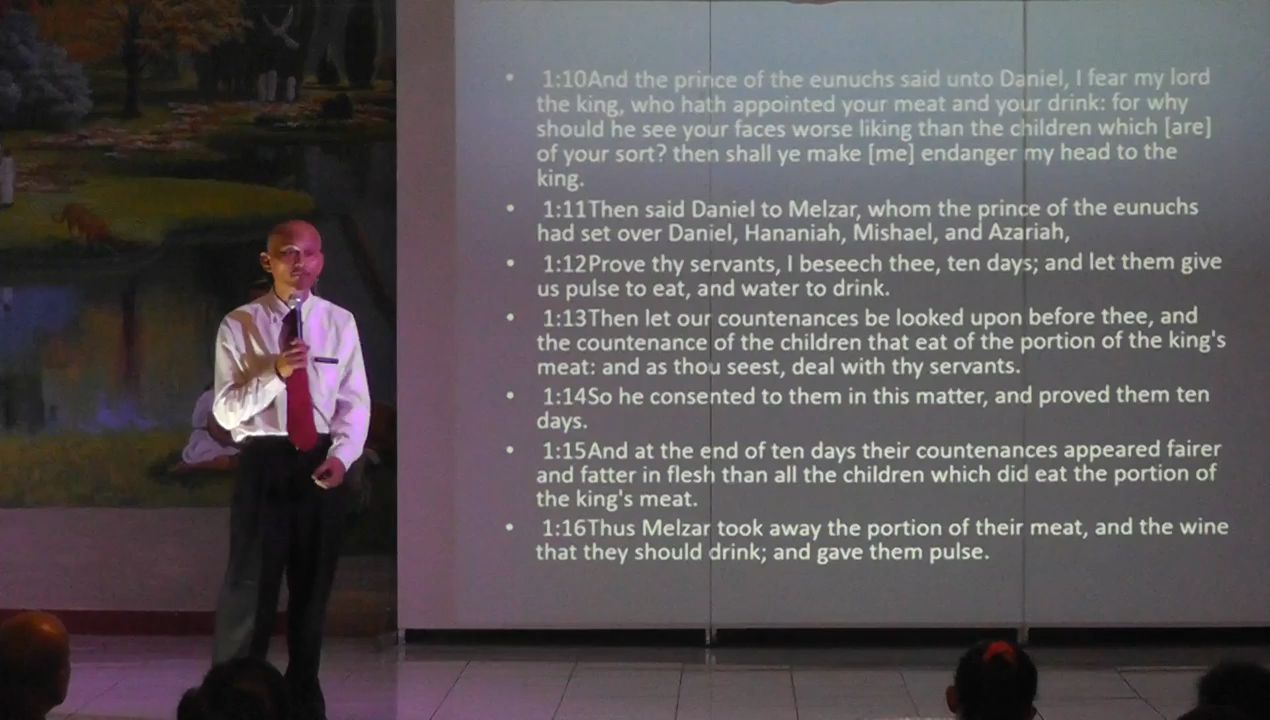 • 1:10And the prince of the eunuchs said unto Daniel, I fear my lord
the king, who hath appointed your meat and your drink: for why
should he see your faces worse liking than the children which [are]
of your sort? then shall ye make [me] endanger my head to the
king.
• 1:11Then said Daniel to Melzar, whom the prince of the eunuchs
had set over Daniel, Hananiah, Mishael, and Azariah,
• 1:12Prove thy servants, I beseech thee, ten days; and let them give
us pulse to eat, and water to drink.
• 1:13Then let our countenances be looked upon before thee, and
the countenance of the children that eat of the portion of the king's
meat: and as thou seest, deal with thy servants.
• 1:14So he consented to them in this matter, and proved them ten
days.
• 1:15And at the end of ten days their countenances appeared fairer
and fatter in flesh than all the children which did eat the portion of
the king's meat.
• 1:16Thus Melzar took away the portion of their meat, and the wine
that they should drink; and gave them pulse.